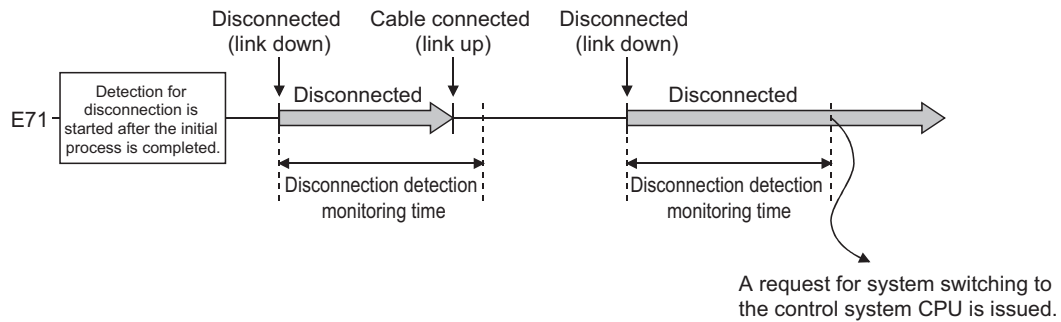 Disconnected
(link down)
Cable connected
(link up)
Disconnected
(link down)
E71
Detection for
disconnection is
started after the initial
process is completed.
Disconnected
Disconnected
Disconnection detection
monitoring time
Disconnection detection
monitoring time
A request for system switching to
the control system CPU is issued.